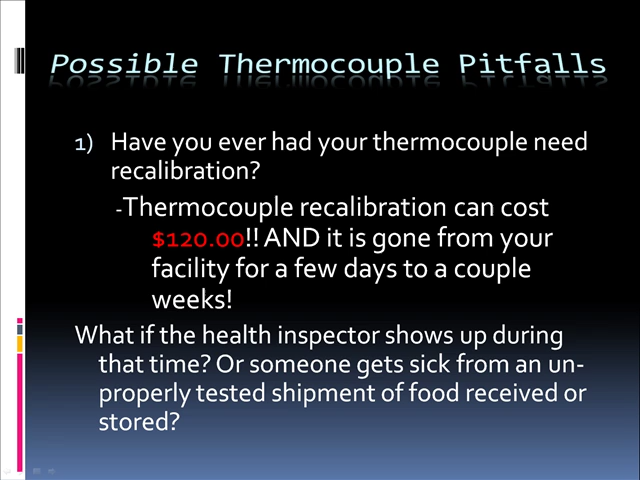 Possible Thermocouple Pitfalls
1) Have you ever had your thermocouple need
recalibration?
-Thermocouple recalibration can cost
$120.00!! AND it is gone from your
facility for a few days to a couple
weeks!
What if the health inspector shows up during
that time? Or someone gets sick from an un-
properly tested shipment of food received or
stored?